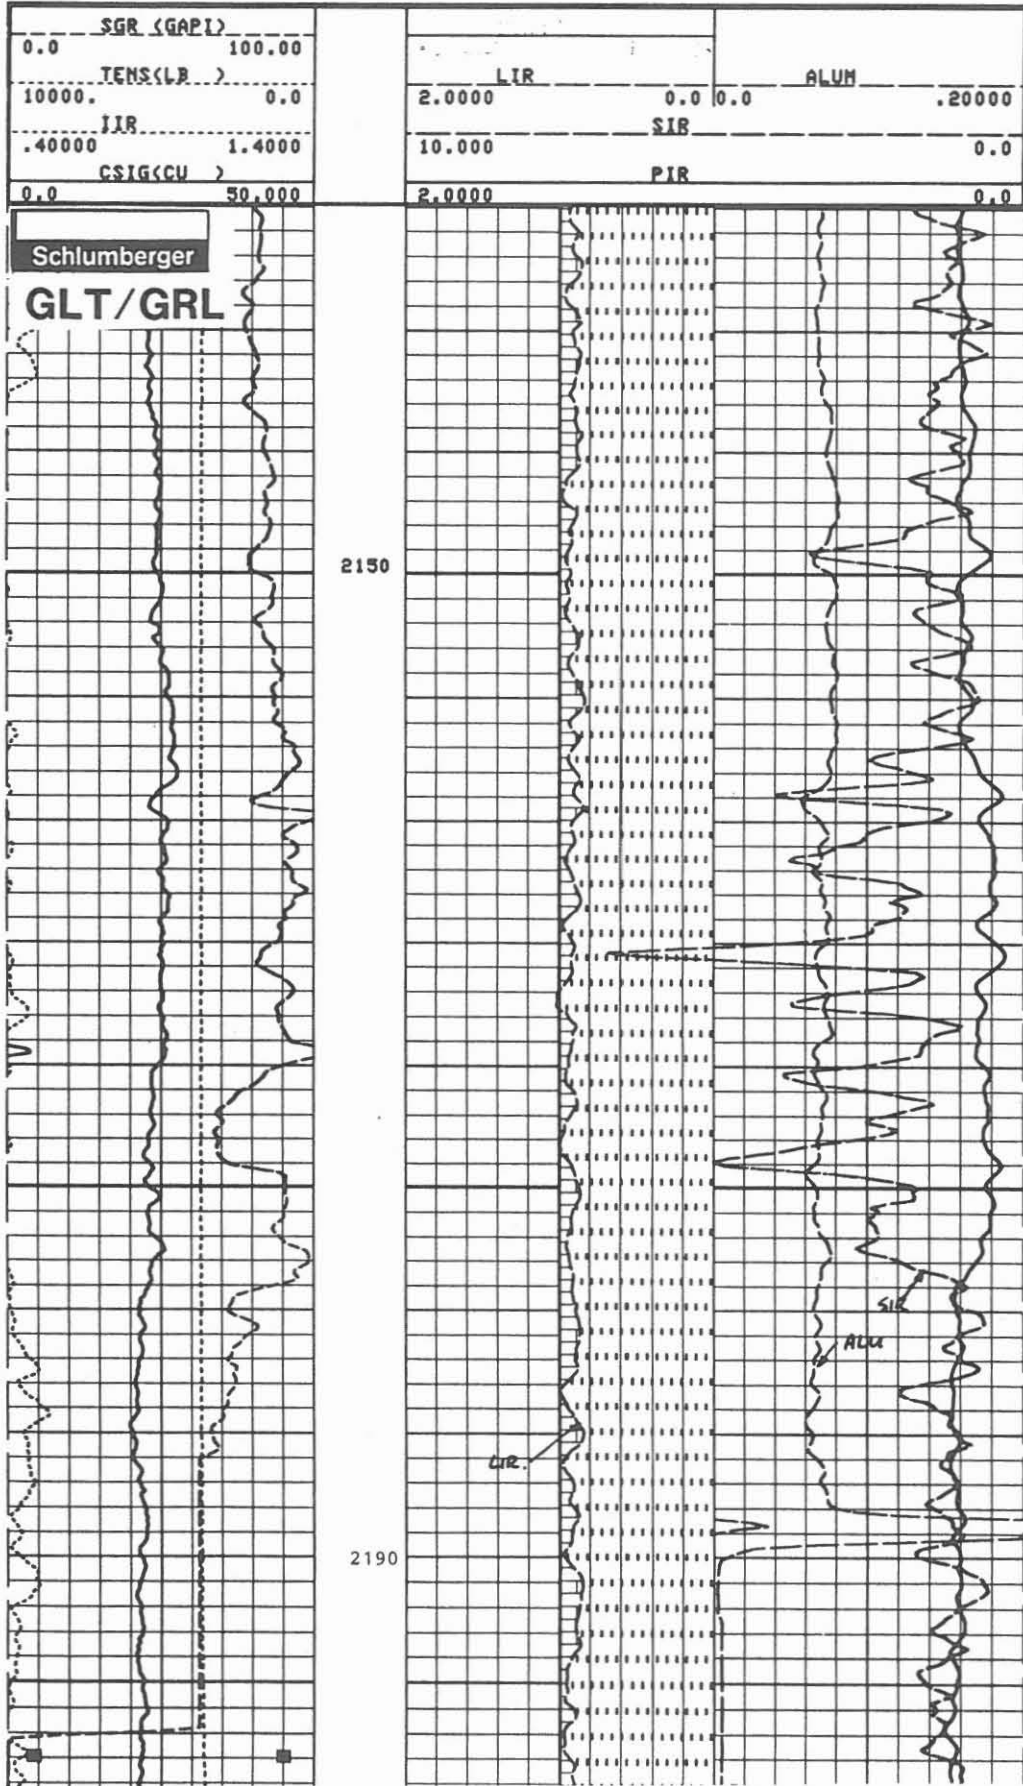 SGR (GAPI)
0.0 100.00
TENS(LB )
10000. 0.0
IIR
.40000 1.4000
CSIG(CU )
0.0 50.000
LIR ALUM
2.0000 0.0 0.0 .20000
SIR
10.000 0.0
PIR
2.0000 0.0
Schlumberger
GLT/GRL
2150
SIR
ALU
LIR.
2190